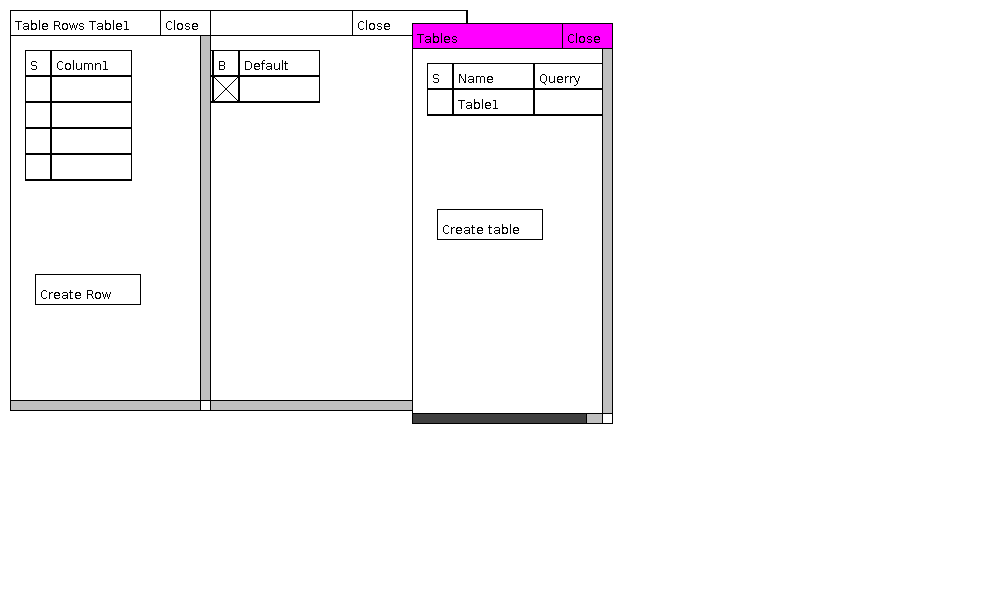 Table Rows Table1 Close
Close
Tables Close
S Column1
B Default
S Name Querry
Table1
Create table
Create Row